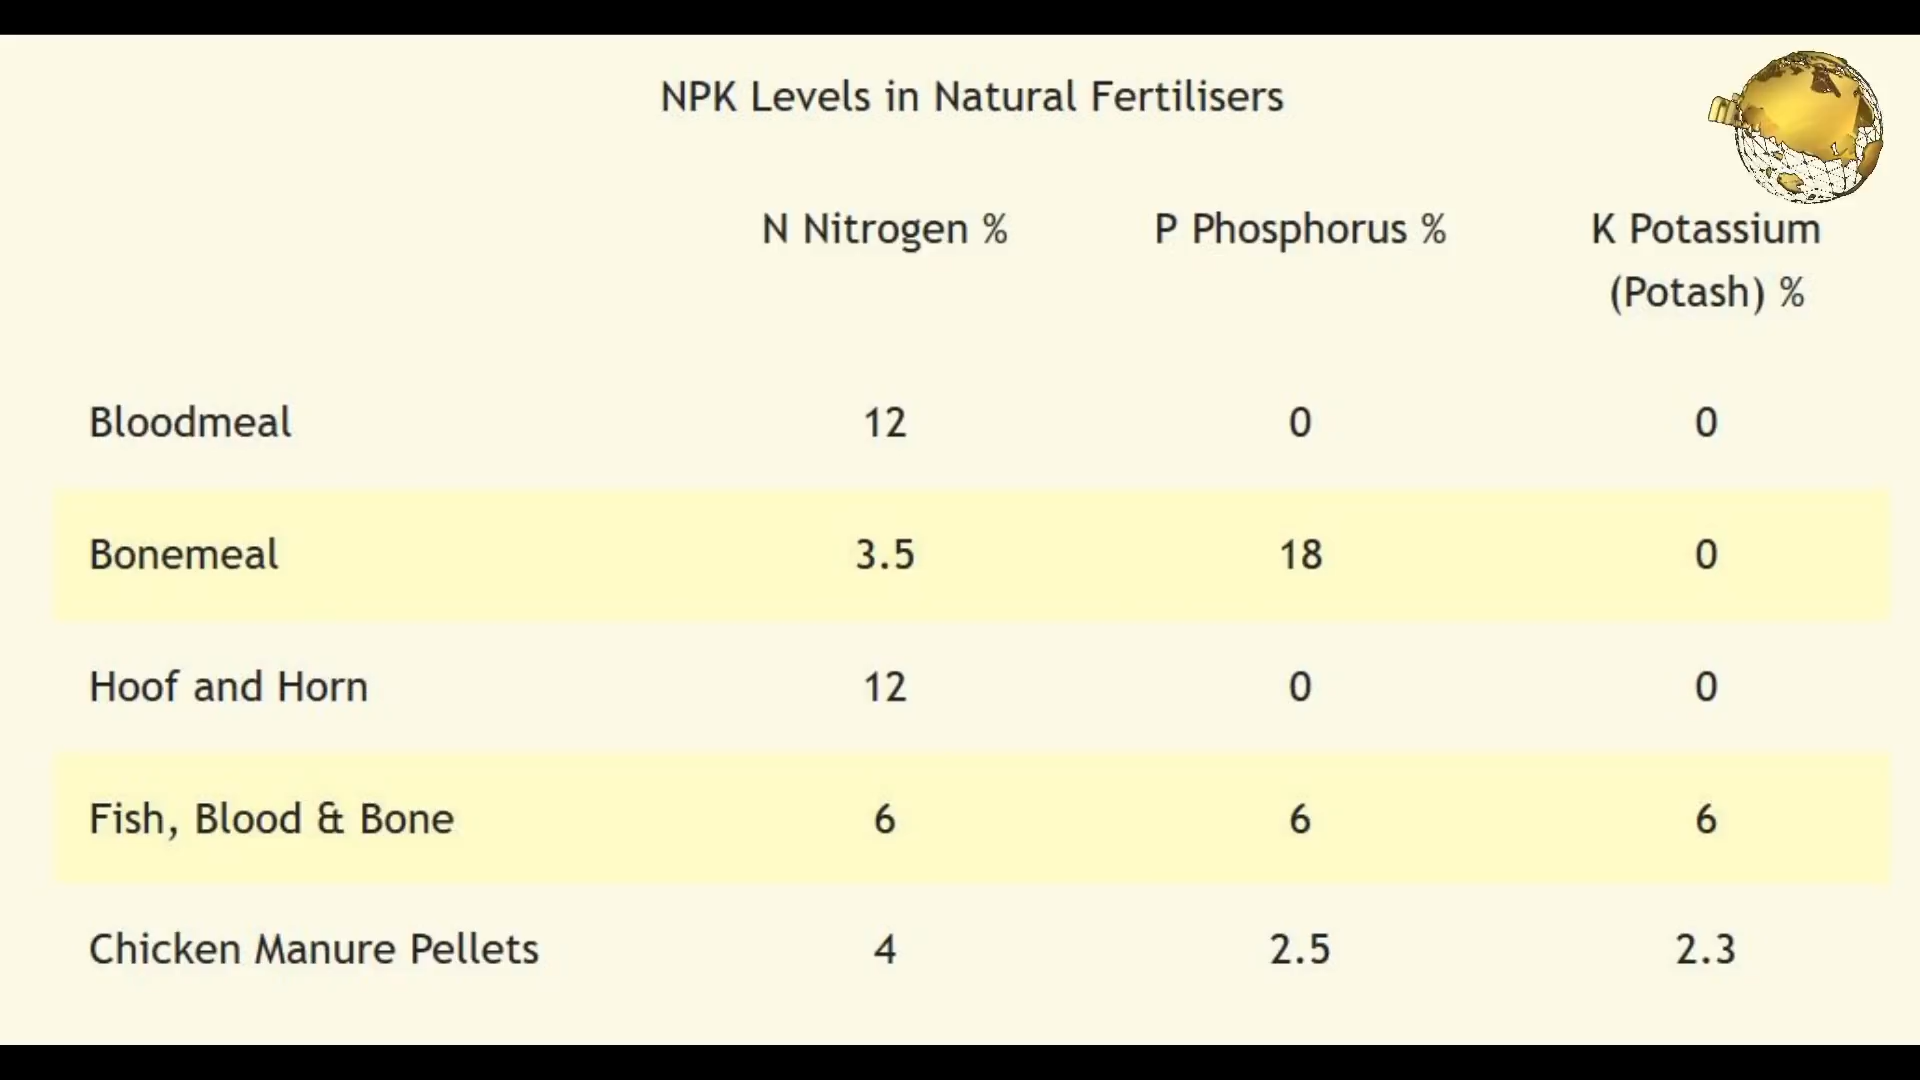 NPK Levels in Natural Fertilisers
N Nitrogen % P Phosphorus % K Potassium
(Potash) %
Bloodmeal 12 0 0
Bonemeal 3.5 18 0
Hoof and Horn 12 0 0
Fish, Blood & Bone 6 6 6
Chicken Manure Pellets 4 2.5 2.3